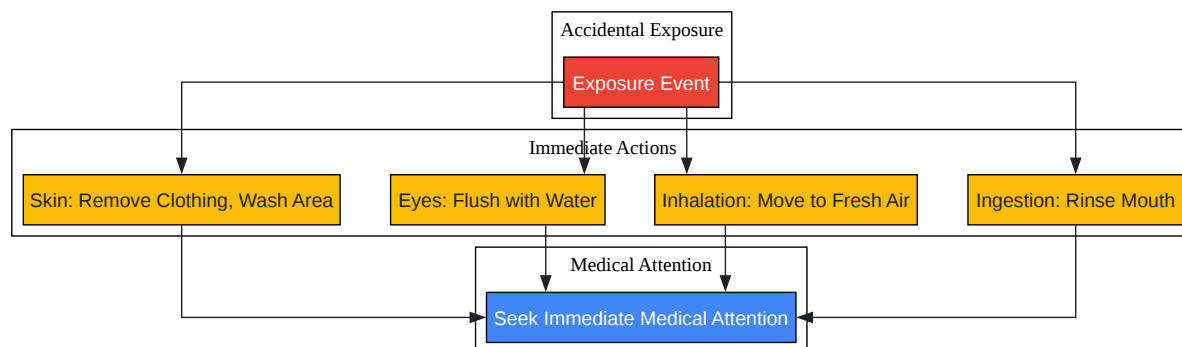 Accidental Exposure
Exposure Event
Immediate Actions
Skin: Remove Clothing, Wash Area
Eyes: Flush with Water
Inhalation: Move to Fresh Air
Ingestion: Rinse Mouth
Medical Attention
Seek Immediate Medical Attention